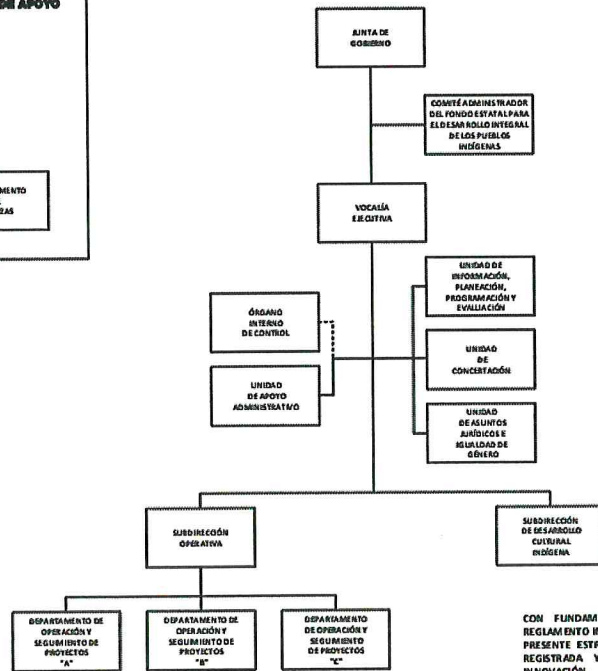 DE APOYO
MENTO
ZAS
JUNTA DE
GOBIERNO
COMITÉ ADMINISTRADOR
DEL FONDO ESTATAL PARA
EL DESARROLLO INTEGRAL
DE LOS PUEBLOS
INDÍGENAS
VOCALÍA
EJECUTIVA
UNIDAD DE
INFORMACIÓN,
PLANEACIÓN,
PROGRAMACIÓN Y
EVALUACIÓN
ÓRGANO
INTERNO
DE CONTROL
UNIDAD
DE
CONCERTACIÓN
UNIDAD
DE APOYO
ADMINISTRATIVO
UNIDAD
DE ASUNTOS
JURÍDICOS E
IGUALDAD DE
GÉNERO
SUBDIRECCIÓN
OPERATIVA
SUBDIRECCIÓN
DE DESARROLLO
CULTURAL
INDÍGENA
DEPARTAMENTO DE
OPERACIÓN Y
SEGUIMIENTO DE
PROYECTOS
"A"
DEPARTAMENTO DE
OPERACIÓN Y
SEGUIMIENTO DE
PROYECTOS
"B"
DEPARTAMENTO
DE OPERACIÓN Y
SEGUIMIENTO
DE PROYECTOS
"C"
CON FUNDAM
REGLAMENTO IN
PRESENTE ESTR
REGISTRADA Y
INNOVACIÓN